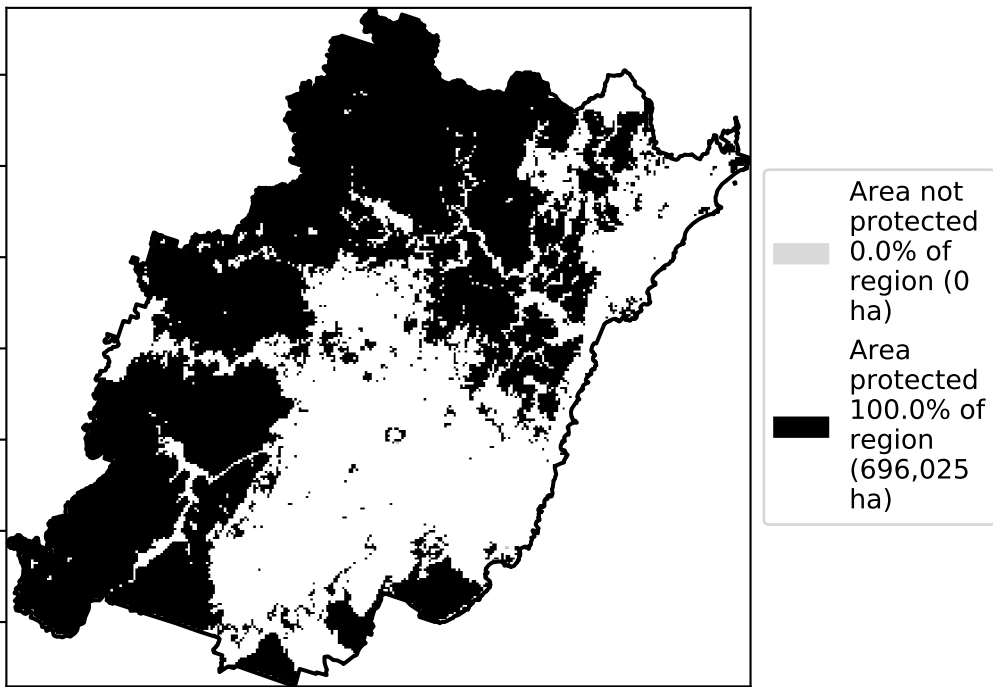 Area not
protected
0.0% of
region (0
ha)
Area
protected
100.0% of
region
(696,025
ha)